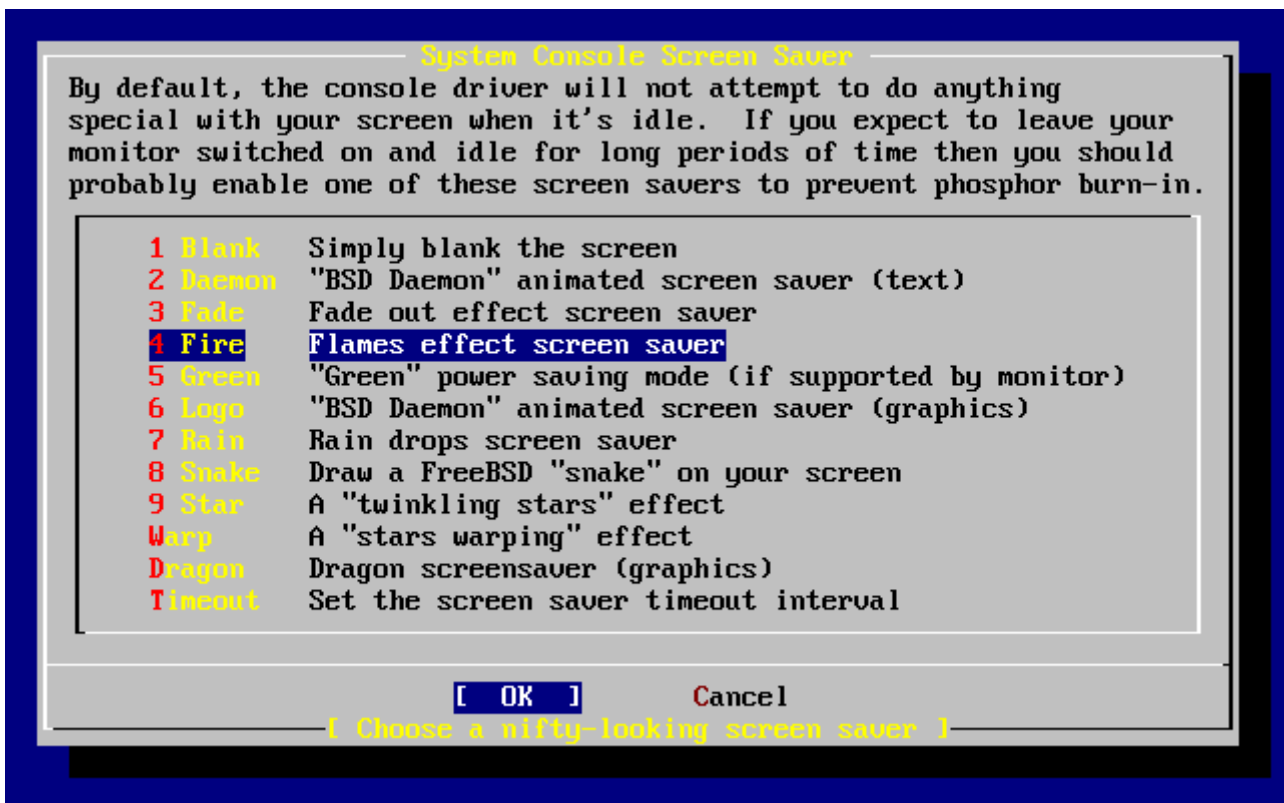 System Console Screen Saver
By default, the console driver will not attempt to do anything
special with your screen when it's idle.  If you expect to leave your
monitor switched on and idle for long periods of time then you should
probably enable one of these screen savers to prevent phosphor burn-in.
1 Blank Simply blank the screen
2 Daemon "BSD Daemon" animated screen saver (text)
3 Fade Fade out effect screen saver
4 Fire Flames effect screen saver
5 Green "Green" power saving mode (if supported by monitor)
6 Logo "BSD Daemon" animated screen saver (graphics)
7 Rain Rain drops screen saver
8 Snake Draw a FreeBSD "snake" on your screen
9 Star A "twinkling stars" effect
Warp A "stars warping" effect
Dragon Dragon screensaver (graphics)
Timeout Set the screen saver timeout interval
[ OK ] Cancel
[ Choose a nifty-looking screen saver ]